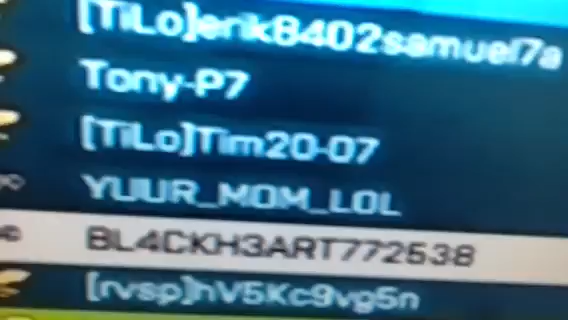 [TiLo]erik8402samuel7a
Tony-P7
[TiLo]Tim20-07
YUUR_MOM_LOL
BL4CKH3ART772538
[rvsp]hV5Kc9vg5n